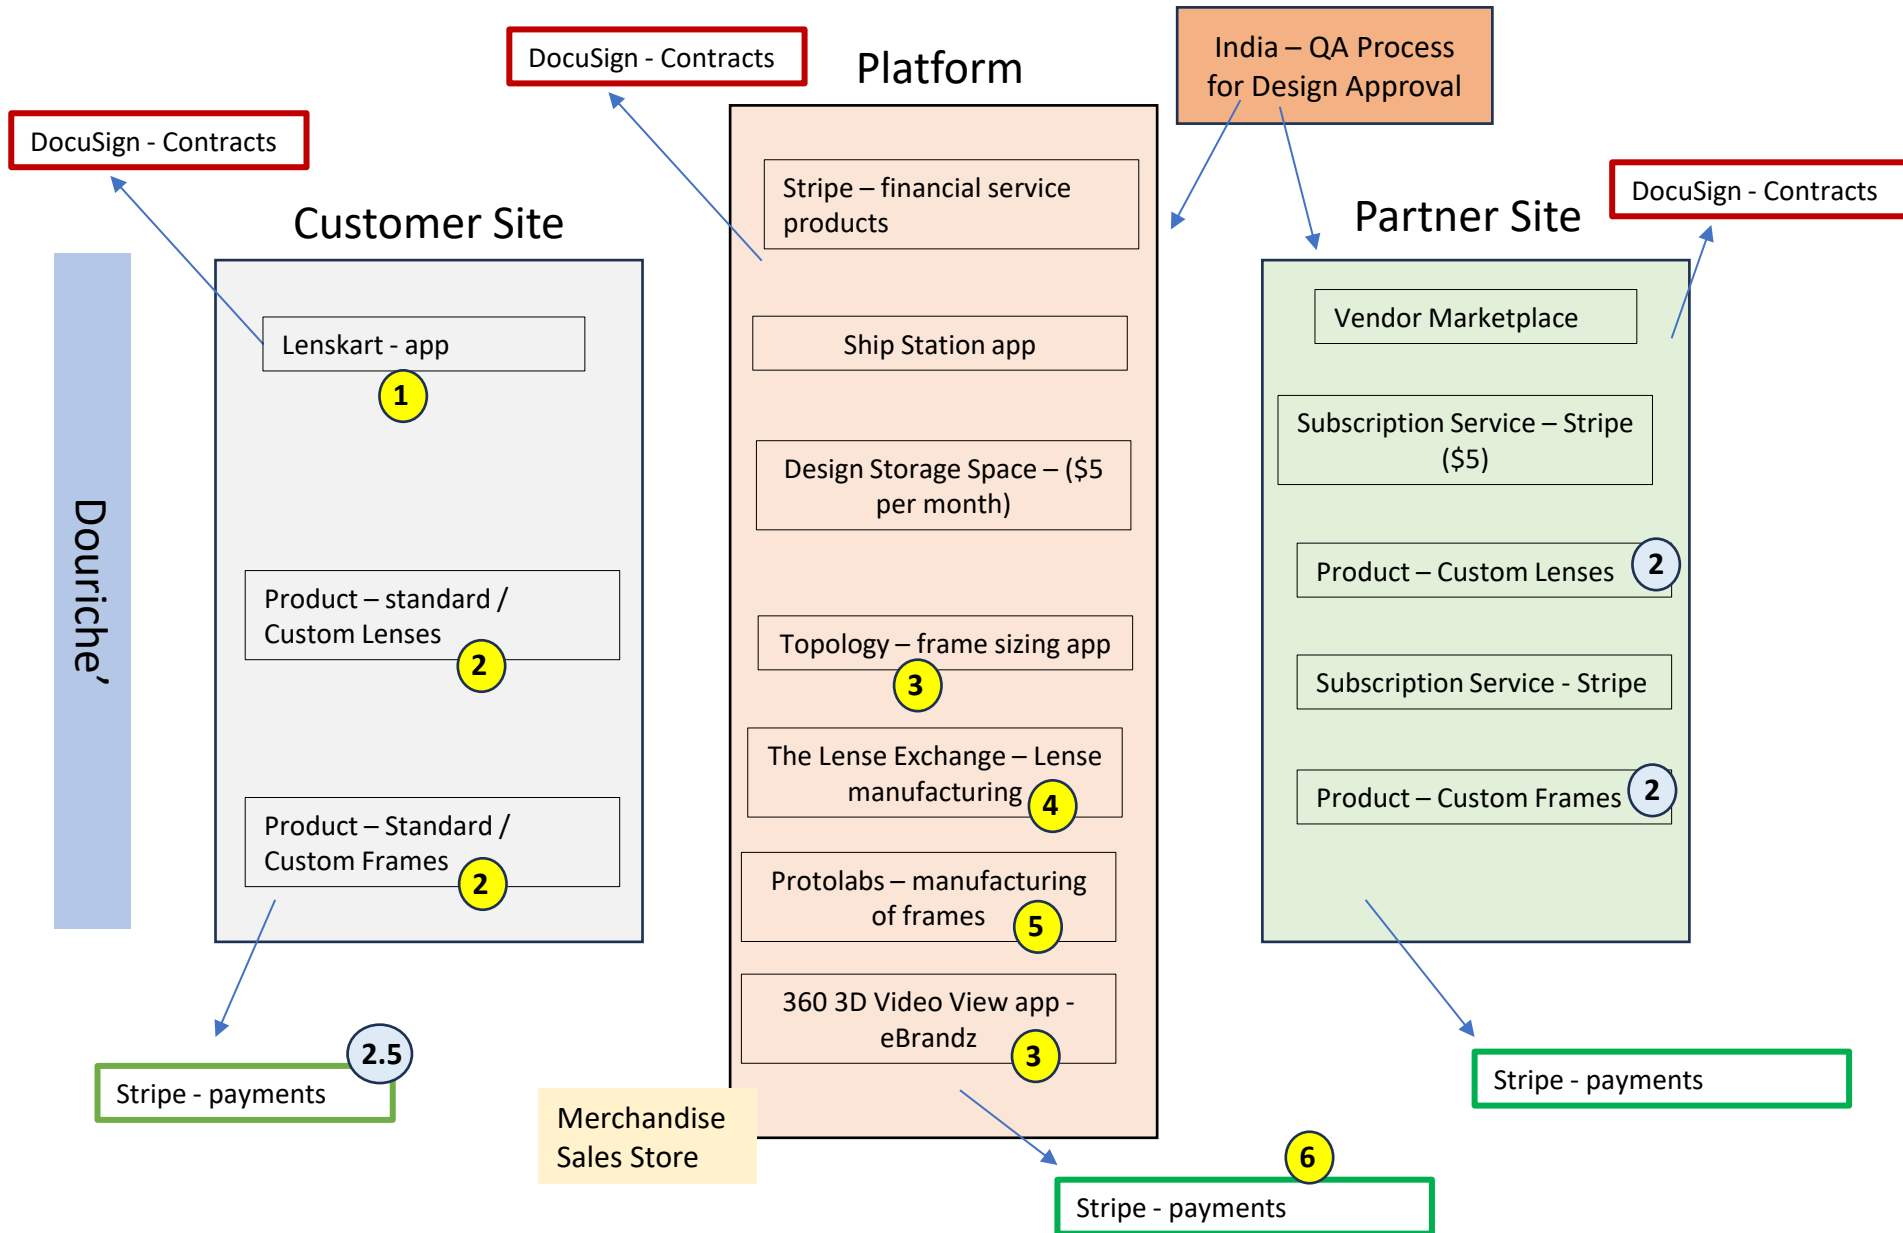 DocuSign - Contracts
Platform
India – QA Process
for Design Approval
DocuSign - Contracts
DocuSign - Contracts
Customer Site
Partner Site
Douriche’
Lenskart - app
1
Product – standard /
Custom Lenses
2
Product – Standard /
Custom Frames
2
2.5
Stripe - payments
Stripe – financial service
products
Ship Station app
Design Storage Space – ($5
per month)
Topology – frame sizing app
3
The Lense Exchange – Lense
manufacturing
4
Protolabs – manufacturing
of frames
5
360 3D Video View app -
eBrandz
3
Merchandise
Sales Store
6
Stripe - payments
Vendor Marketplace
Subscription Service – Stripe
($5)
Product – Custom Lenses
2
Subscription Service - Stripe
Product – Custom Frames
2
Stripe - payments